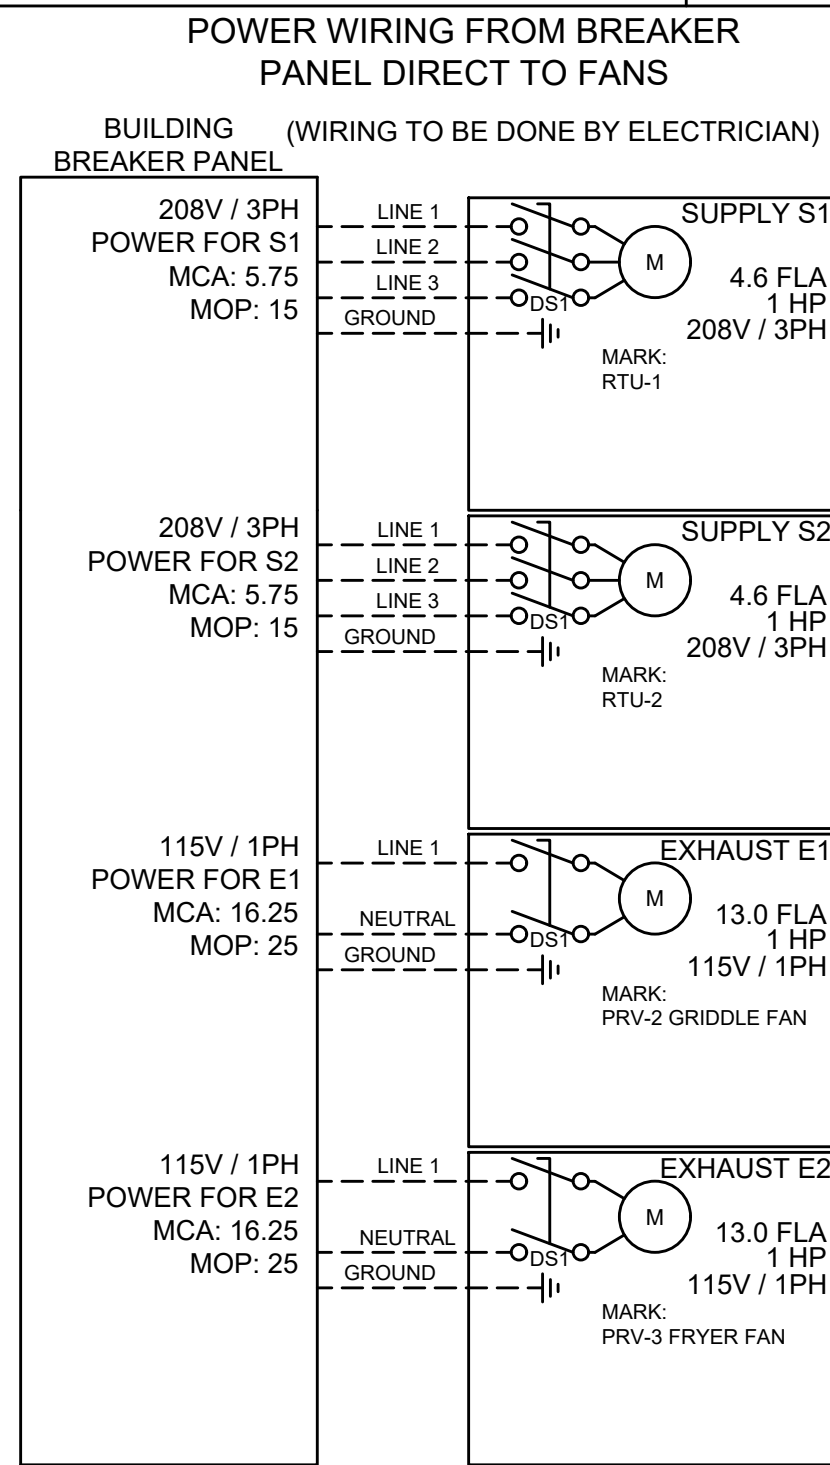 POWER WIRING FROM BREAKER
PANEL DIRECT TO FANS
BUILDING
BREAKER PANEL
(WIRING TO BE DONE BY ELECTRICIAN)
208V / 3PH
POWER FOR S1
MCA: 5.75
MOP: 15
LINE 1
LINE 2
LINE 3
GROUND
DS1
M
SUPPLY S1
4.6 FLA
1 HP
208V / 3PH
MARK:
RTU-1
208V / 3PH
POWER FOR S2
MCA: 5.75
MOP: 15
LINE 1
LINE 2
LINE 3
GROUND
DS1
M
SUPPLY S2
4.6 FLA
1 HP
208V / 3PH
MARK:
RTU-2
115V / 1PH
POWER FOR E1
MCA: 16.25
MOP: 25
LINE 1
NEUTRAL
GROUND
DS1
M
EXHAUST E1
13.0 FLA
1 HP
115V / 1PH
MARK:
PRV-2 GRIDDLE FAN
115V / 1PH
POWER FOR E2
MCA: 16.25
MOP: 25
LINE 1
NEUTRAL
GROUND
DS1
M
EXHAUST E2
13.0 FLA
1 HP
115V / 1PH
MARK:
PRV-3 FRYER FAN